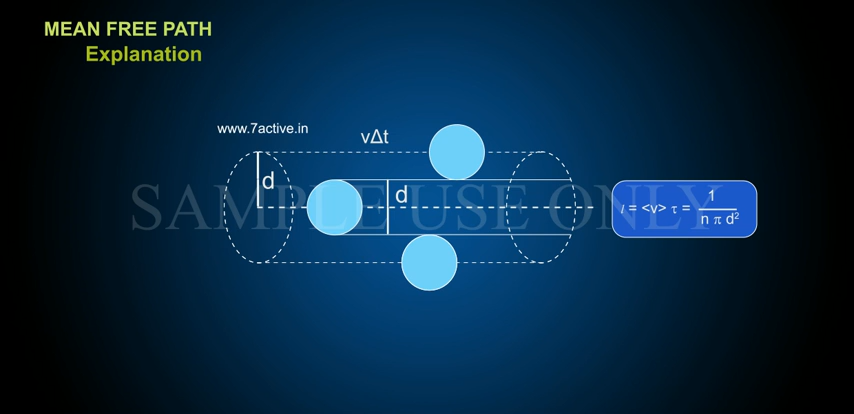 MEAN FREE PATH
Explanation
www.7active.in
vΔt
d
d
SAMPLE USE ONLY
l = <v> τ = 1 / n π d²